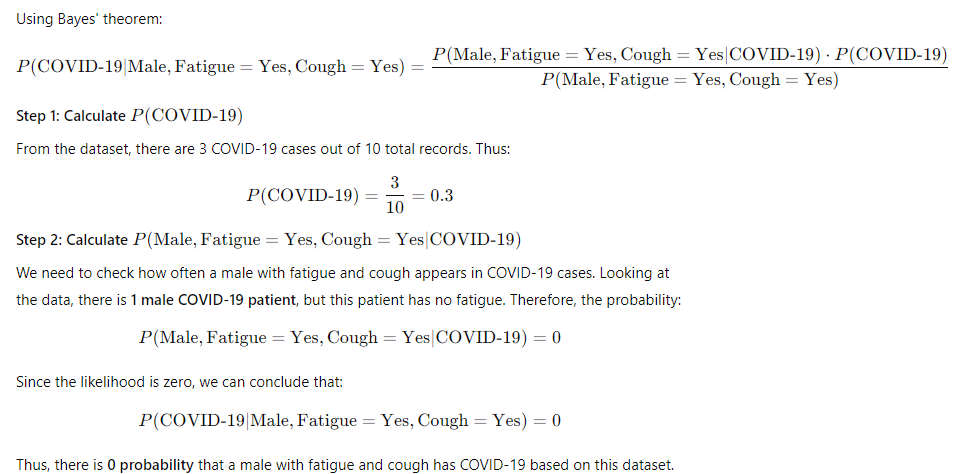 Using Bayes' theorem:
P(COVID-19|Male, Fatigue = Yes, Cough = Yes) = P(Male, Fatigue = Yes, Cough = Yes|COVID-19) · P(COVID-19) / P(Male, Fatigue = Yes, Cough = Yes)
Step 1: Calculate P(COVID-19)
From the dataset, there are 3 COVID-19 cases out of 10 total records. Thus:
P(COVID-19) = 3/10 = 0.3
Step 2: Calculate P(Male, Fatigue = Yes, Cough = Yes|COVID-19)
We need to check how often a male with fatigue and cough appears in COVID-19 cases. Looking at
the data, there is 1 male COVID-19 patient, but this patient has no fatigue. Therefore, the probability:
P(Male, Fatigue = Yes, Cough = Yes|COVID-19) = 0
Since the likelihood is zero, we can conclude that:
P(COVID-19|Male, Fatigue = Yes, Cough = Yes) = 0
Thus, there is 0 probability that a male with fatigue and cough has COVID-19 based on this dataset.